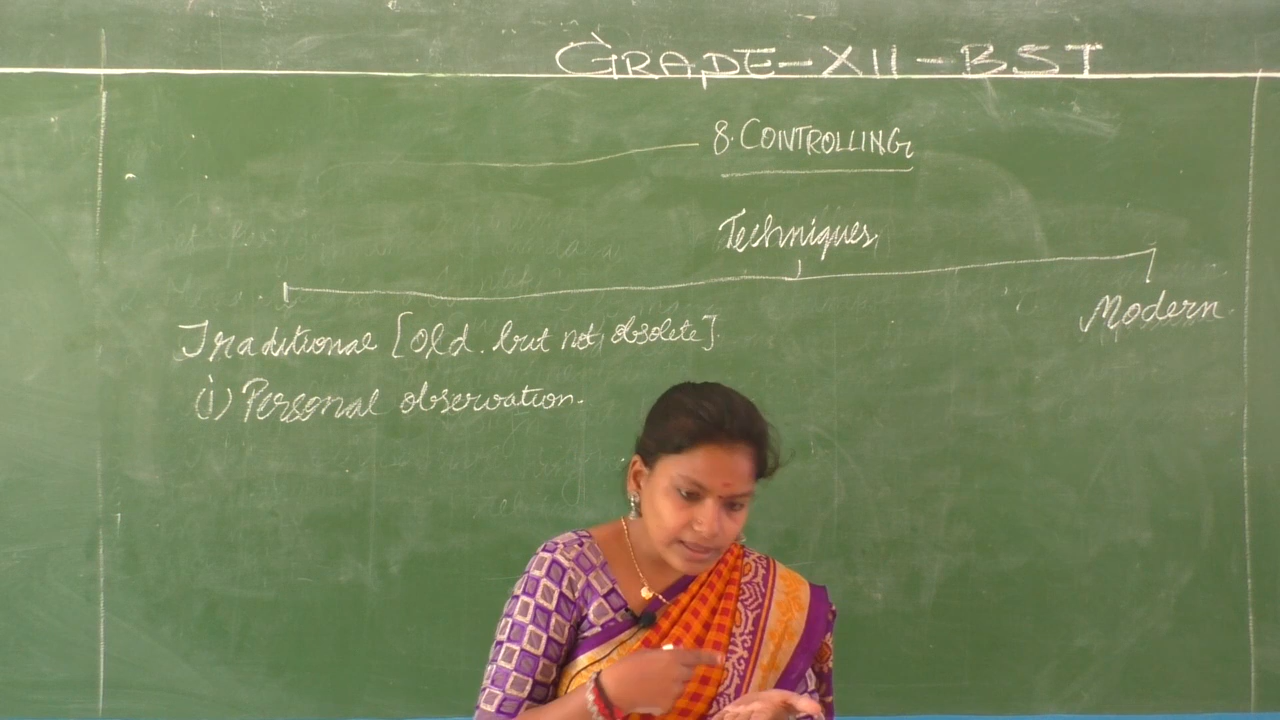 GRADE-XII-BST
8. CONTROLLING
Techniques
Traditional [Old but not obsolete].
Modern
(i) Personal observation.